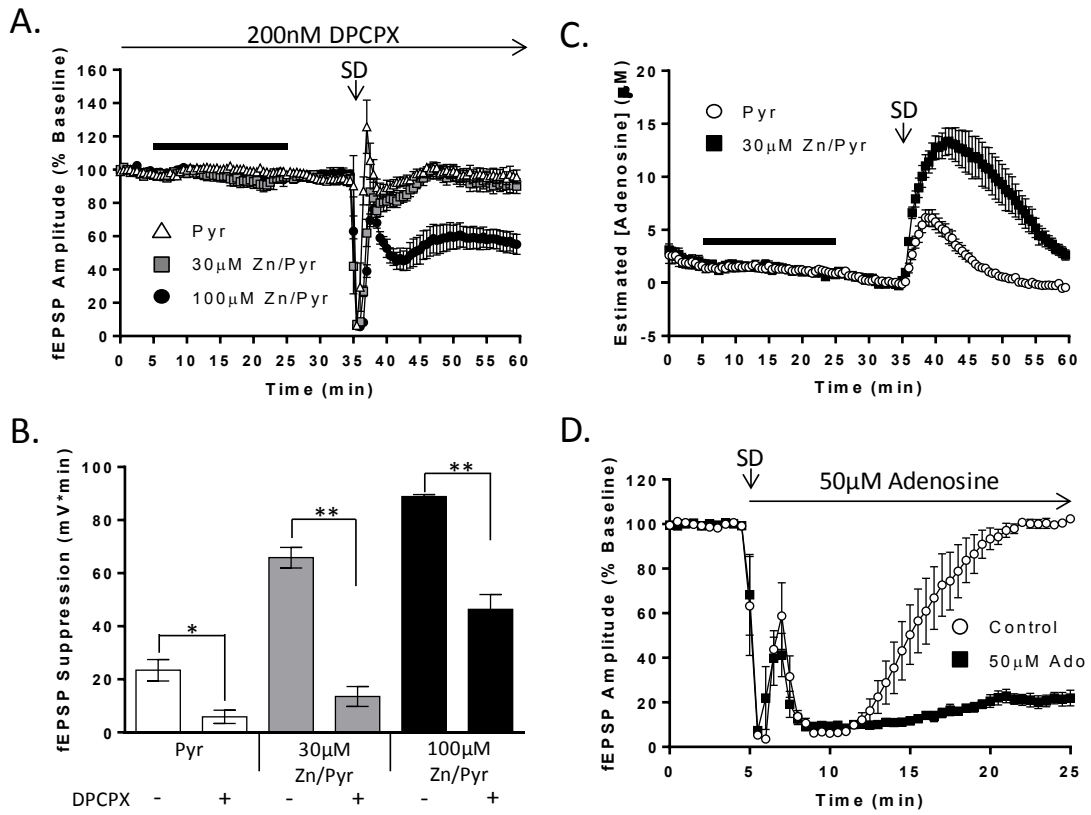 A.
200nM DPCPX
fEPSP Amplitude (% Baseline)
160
140
120
100
80
60
40
20
0
SD
Pyr
30μM Zn/Pyr
100μM Zn/Pyr
0 5 10 15 20 25 30 35 40 45 50 55 60
Time (min)
B.
fEPSP Suppression (mV*min)
100
80
60
40
20
0
*
**
**
Pyr
30μM Zn/Pyr
100μM Zn/Pyr
DPCPX - + - + - +
C.
Estimated [Adenosine] (μM)
20
15
10
5
0
-5
SD
Pyr
30μM Zn/Pyr
0 5 10 15 20 25 30 35 40 45 50 55 60
Time (min)
D.
SD
50μM Adenosine
fEPSP Amplitude (% Baseline)
120
100
80
60
40
20
0
Control
50μM Ado
0 5 10 15 20 25
Time (min)